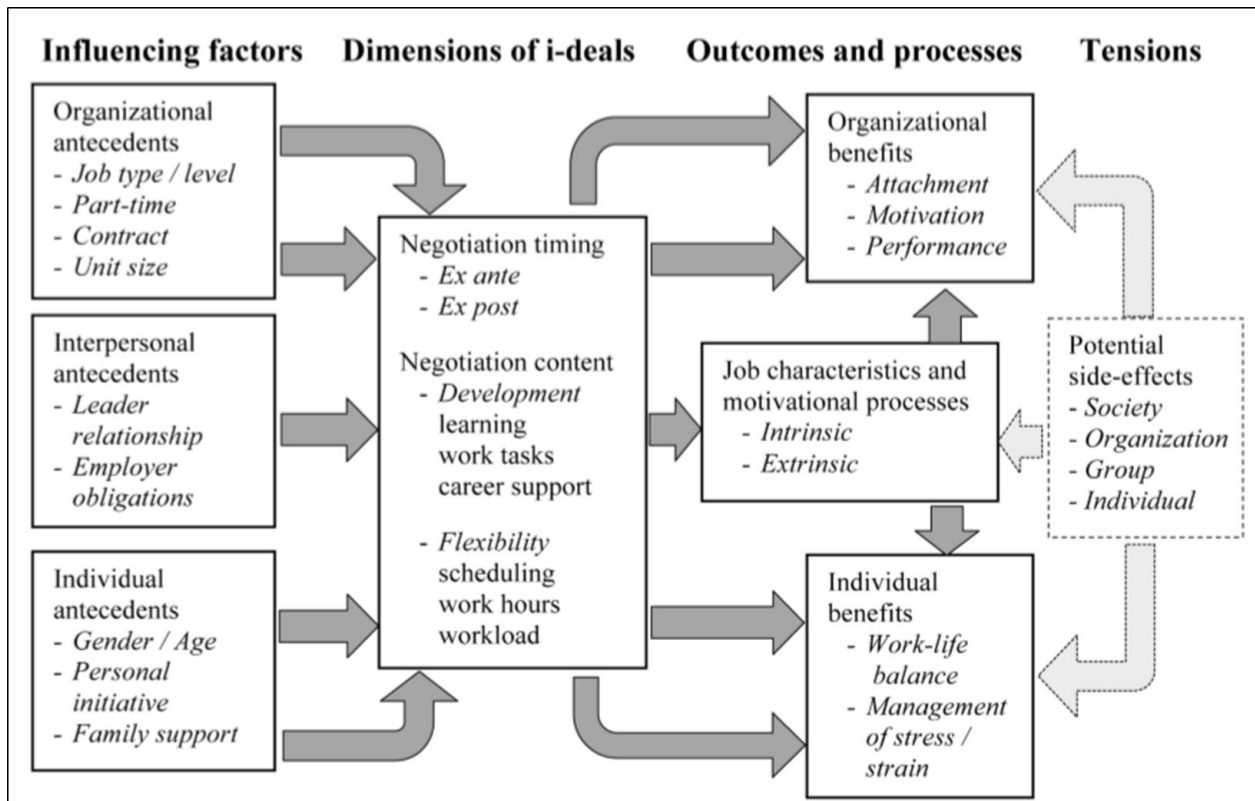 Influencing factors
Dimensions of i-deals
Outcomes and processes
Tensions
Organizational
antecedents
- Job type / level
- Part-time
- Contract
- Unit size
Interpersonal
antecedents
- Leader
relationship
- Employer
obligations
Individual
antecedents
- Gender / Age
- Personal
initiative
- Family support
Negotiation timing
- Ex ante
- Ex post
Negotiation content
- Development
learning
work tasks
career support
- Flexibility
scheduling
work hours
workload
Organizational
benefits
- Attachment
- Motivation
- Performance
Job characteristics and
motivational processes
- Intrinsic
- Extrinsic
Individual
benefits
- Work-life
balance
- Management
of stress /
strain
Potential
side-effects
- Society
- Organization
- Group
- Individual